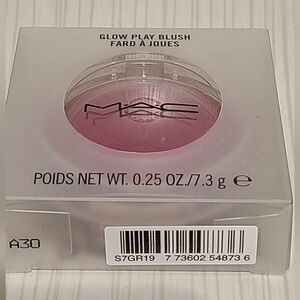 GLOW PLAY BLUSH
FARD À JOUES
MAC
POIDS NET WT. 0.25 OZ./7.3 g ℮
A30
S7GR19 7 73602 54873 6